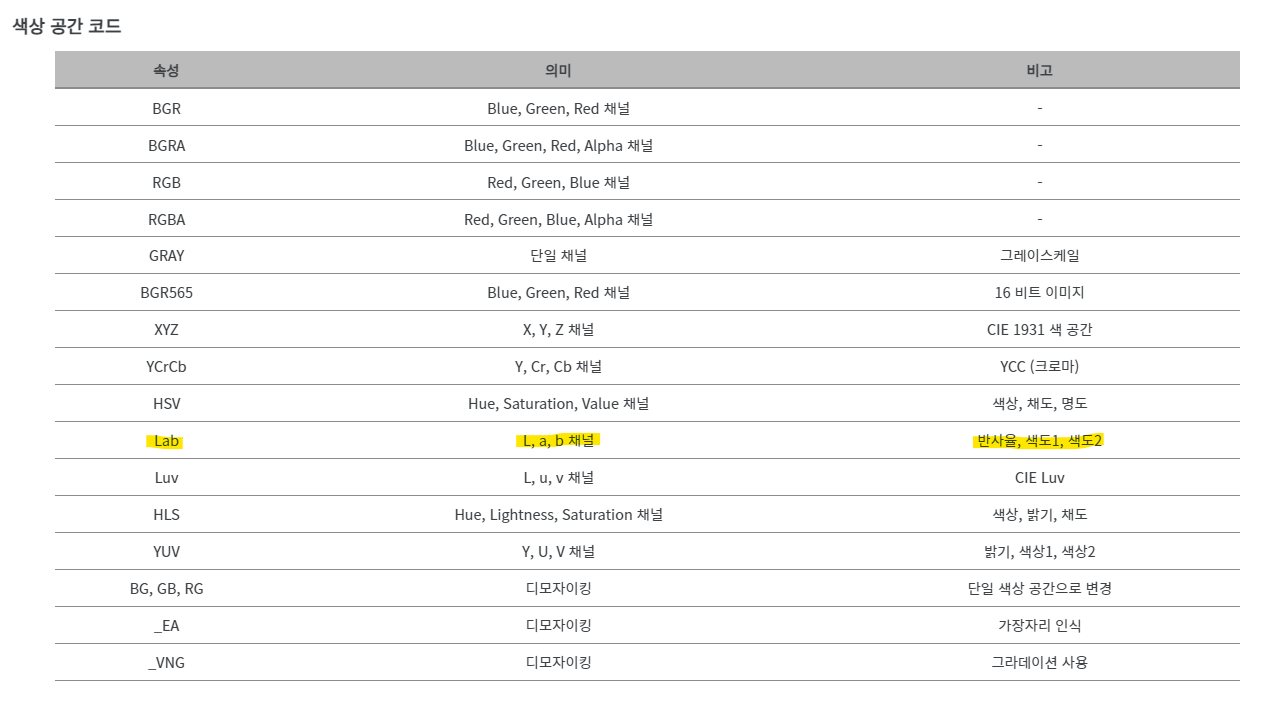 색상 공간 코드
속성 의미 비고
BGR Blue, Green, Red 채널 -
BGRA Blue, Green, Red, Alpha 채널 -
RGB Red, Green, Blue 채널 -
RGBA Red, Green, Blue, Alpha 채널 -
GRAY 단일 채널 그레이스케일
BGR565 Blue, Green, Red 채널 16 비트 이미지
XYZ X, Y, Z 채널 CIE 1931 색 공간
YCrCb Y, Cr, Cb 채널 YCC (크로마)
HSV Hue, Saturation, Value 채널 색상, 채도, 명도
Lab L, a, b 채널 반사율, 색도1, 색도2
Luv L, u, v 채널 CIE Luv
HLS Hue, Lightness, Saturation 채널 색상, 밝기, 채도
YUV Y, U, V 채널 밝기, 색상1, 색상2
BG, GB, RG 디모자이킹 단일 색상 공간으로 변경
_EA 디모자이킹 가장자리 인식
_VNG 디모자이킹 그라데이션 사용